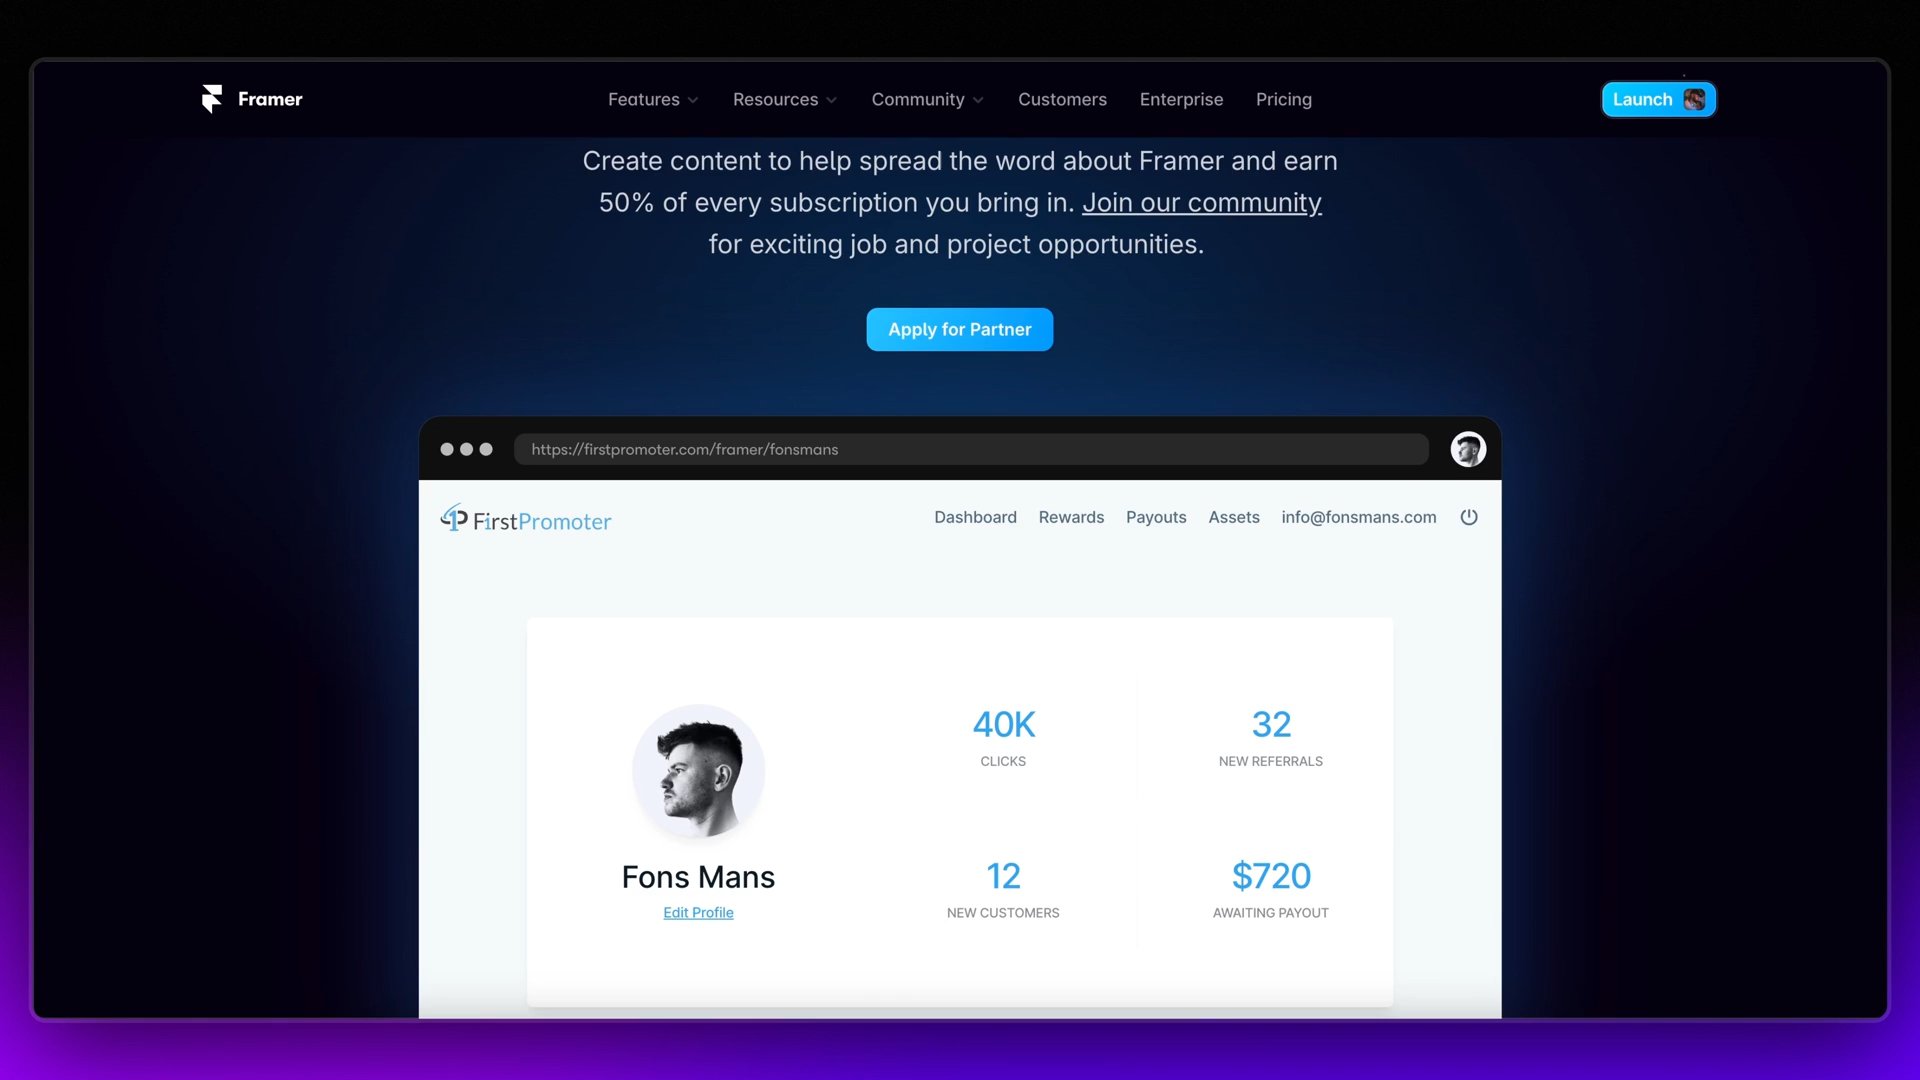 Framer
Features
Resources
Community
Customers
Enterprise
Pricing
Launch
Create content to help spread the word about Framer and earn
50% of every subscription you bring in. Join our community
for exciting job and project opportunities.
Apply for Partner
https://firstpromoter.com/framer/fonsmans
FirstPromoter
Dashboard
Rewards
Payouts
Assets
info@fonsmans.com
40K
CLICKS
32
NEW REFERRALS
Fons Mans
Edit Profile
12
NEW CUSTOMERS
$720
AWAITING PAYOUT